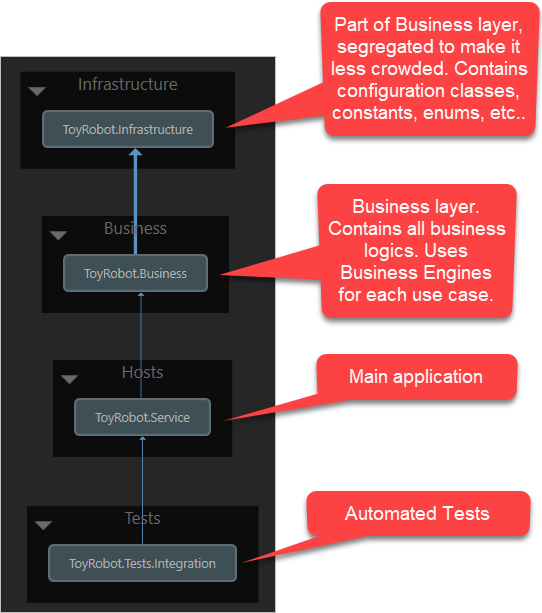 Infrastructure
ToyRobot.Infrastructure
Part of Business layer,
segregated to make it
less crowded. Contains
configuration classes,
constants, enums, etc..
Business
ToyRobot.Business
Business layer.
Contains all business
logics. Uses
Business Engines
for each use case.
Hosts
ToyRobot.Service
Main application
Tests
ToyRobot.Tests.Integration
Automated Tests